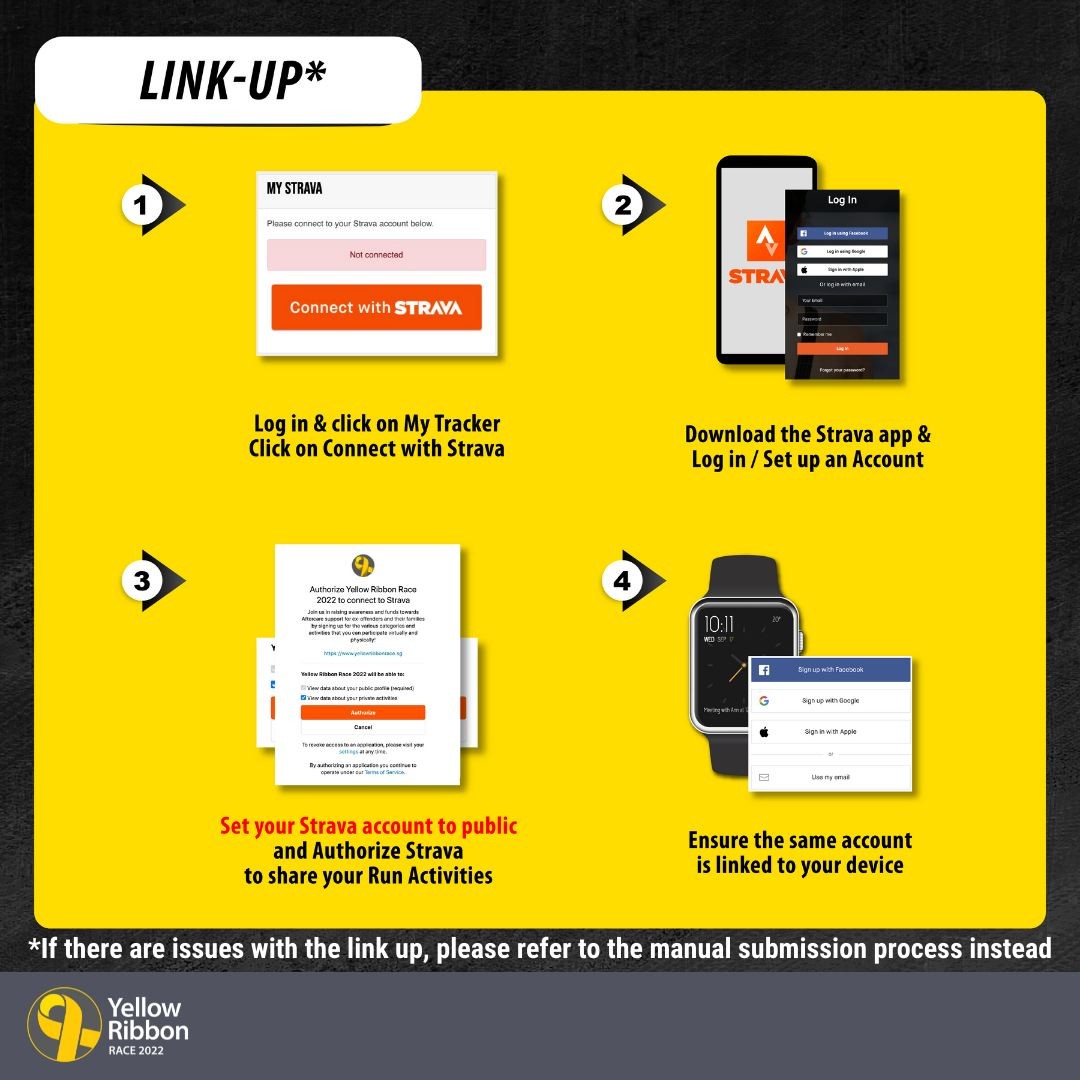 LINK-UP*
1
MY STRAVA
Please connect to your Strava account below.
Not connected
Connect with STRAVA
Log in & click on My Tracker
Click on Connect with Strava
2
STRAV
Log In
Log in using Facebook
Log in using Google
Sign in with Apple
Or log in with email
Your Email
Password
Remember me
Log in
Forgot your password?
Download the Strava app &
Log in / Set up an Account
3
Authorize Yellow Ribbon Race
2022 to connect to Strava
Join us in raising awareness and funds towards
Aftercare support for ex-offenders and their families
by signing up for the various categories and
activities that you can participate virtually and
physically!
https://www.yellowribbonrace.sg
Yellow Ribbon Race 2022 will be able to:
View data about your public profile (required)
View data about your private activities
Authorize
Cancel
To revoke access to an application, please visit your
settings at any time.
By authorizing an application you continue to
operate under our Terms of Service.
Set your Strava account to public
and Authorize Strava
to share your Run Activities
4
10:11
20°
WED SEP 17
Meeting with Ann at
Sign up with Facebook
Sign up with Google
Sign in with Apple
or
Use my email
Ensure the same account
is linked to your device
*If there are issues with the link up, please refer to the manual submission process instead
Yellow
Ribbon
RACE 2022